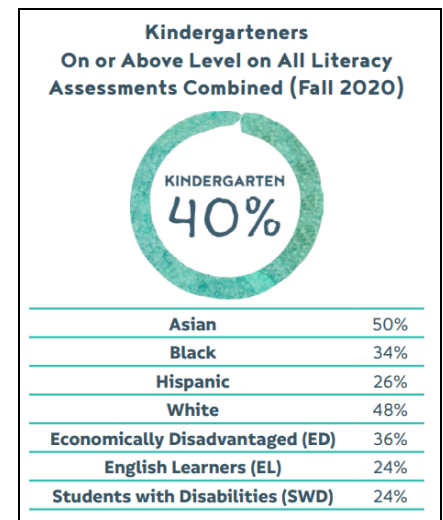 Kindergarteners
On or Above Level on All Literacy
Assessments Combined (Fall 2020)
KINDERGARTEN
40%
Asian 50%
Black 34%
Hispanic 26%
White 48%
Economically Disadvantaged (ED) 36%
English Learners (EL) 24%
Students with Disabilities (SWD) 24%